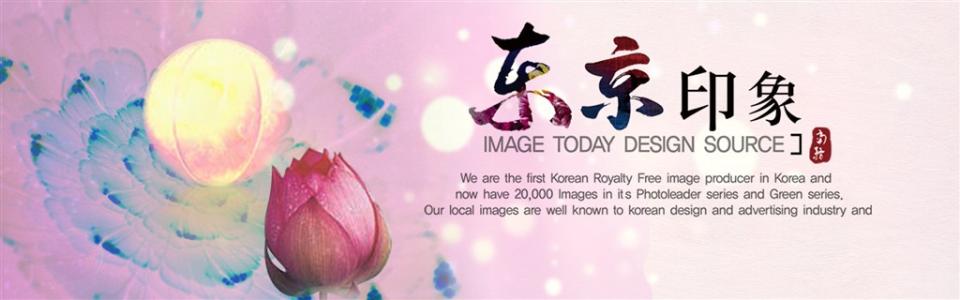 东京印象
IMAGE TODAY DESIGN SOURCE
We are the first Korean Royalty Free image producer in Korea and
now have 20,000 Images in it's Photoleader series and Green series,
Our local images are well known to korean design and advertising industry and